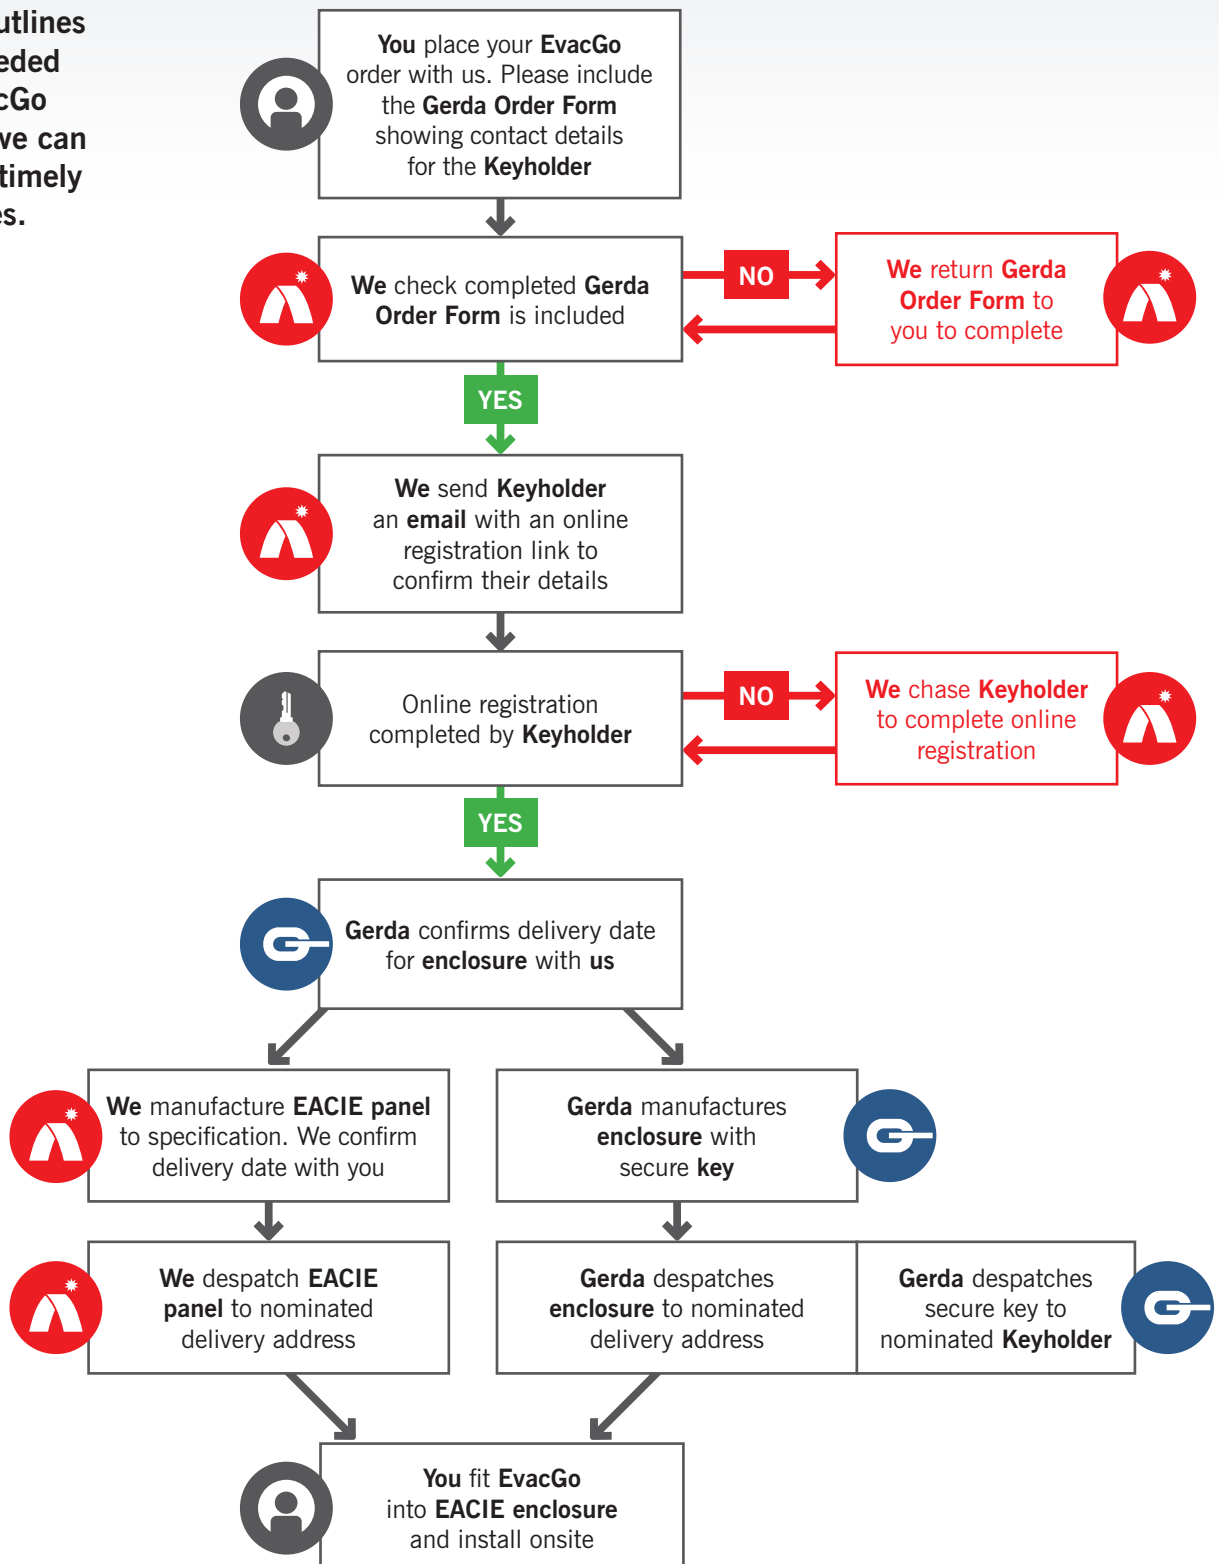 utlines
eded
cGo
we can
timely
es.
You place your EvacGo
order with us. Please include
the Gerda Order Form
showing contact details
for the Keyholder
We check completed Gerda
Order Form is included
NO
We return Gerda
Order Form to
you to complete
YES
We send Keyholder
an email with an online
registration link to
confirm their details
Online registration
completed by Keyholder
NO
We chase Keyholder
to complete online
registration
YES
Gerda confirms delivery date
for enclosure with us
We manufacture EACIE panel
to specification. We confirm
delivery date with you
Gerda manufactures
enclosure with
secure key
We despatch EACIE
panel to nominated
delivery address
Gerda despatches
enclosure to nominated
delivery address
Gerda despatches
secure key to
nominated Keyholder
You fit EvacGo
into EACIE enclosure
and install onsite